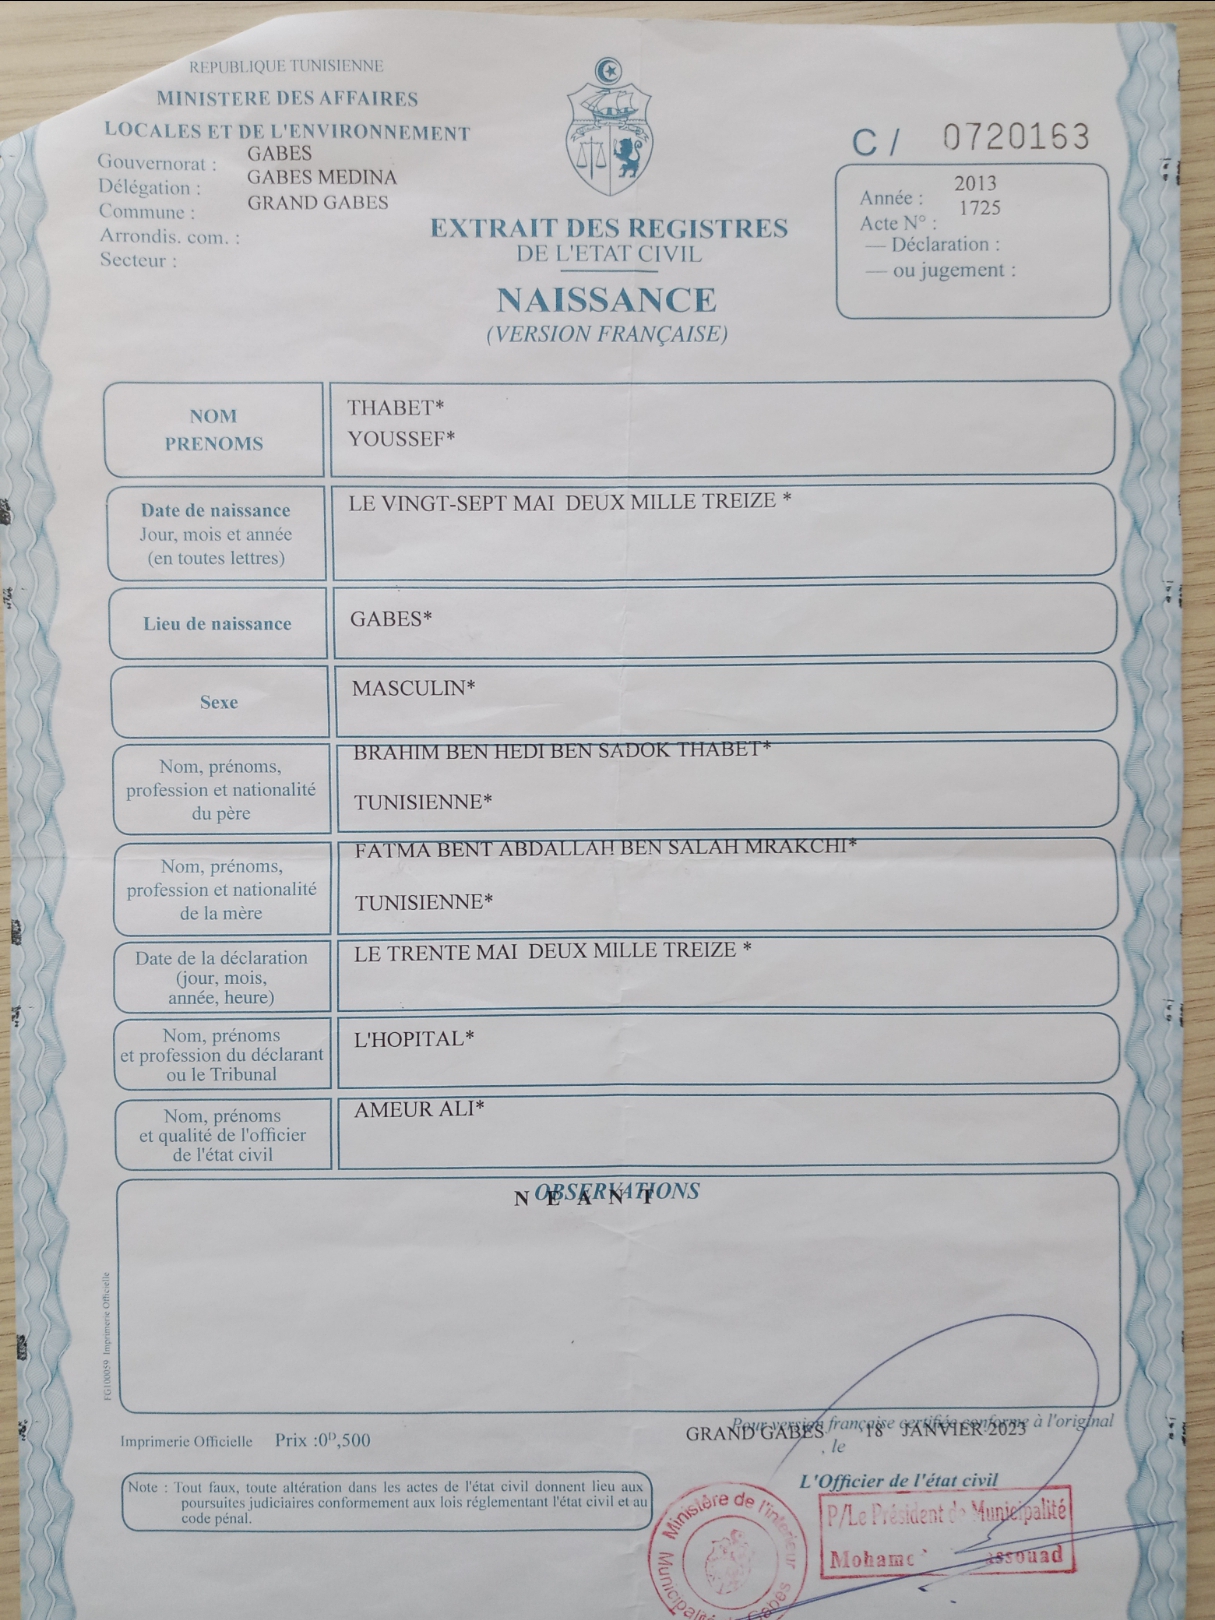 REPUBLIQUE TUNISIENNE
MINISTERE DES AFFAIRES
LOCALES ET DE L'ENVIRONNEMENT
Gouvernorat : GABES
Délégation : GABES MEDINA
Commune : GRAND GABES
Arrondis. com. :
Secteur :
C/ 0720163
Année : 2013
Acte N° : 1725
— Déclaration :
— ou jugement :
EXTRAIT DES REGISTRES
DE L'ETAT CIVIL
NAISSANCE
(VERSION FRANÇAISE)
NOM
PRENOMS
THABET*
YOUSSEF*
Date de naissance
Jour, mois et année
(en toutes lettres)
LE VINGT-SEPT MAI DEUX MILLE TREIZE *
Lieu de naissance
GABES*
Sexe
MASCULIN*
Nom, prénoms,
profession et nationalité
du père
BRAHIM BEN HEDI BEN SADOK THABET*
TUNISIENNE*
Nom, prénoms,
profession et nationalité
de la mère
FATMA BENT ABDALLAH BEN SALAH MRAKCHI*
TUNISIENNE*
Date de la déclaration
(jour, mois,
année, heure)
LE TRENTE MAI DEUX MILLE TREIZE *
Nom, prénoms
et profession du déclarant
ou le Tribunal
L'HOPITAL*
Nom, prénoms
et qualité de l'officier
de l'état civil
AMEUR ALI*
OBSERVATIONS
N E A N T
FG100059 Imprimerie Officielle
Imprimerie Officielle Prix :0ᴰ,500
Pour version française certifiée conforme à l'original
GRAND GABES , le 18 JANVIER 2023
L'Officier de l'état civil
Note : Tout faux, toute altération dans les actes de l'état civil donnent lieu aux
poursuites judiciaires conformement aux lois réglementant l'état civil et au
code pénal.
Ministère de l'Interieur
Municipalité Gabes
P/Le Président de Municipalité